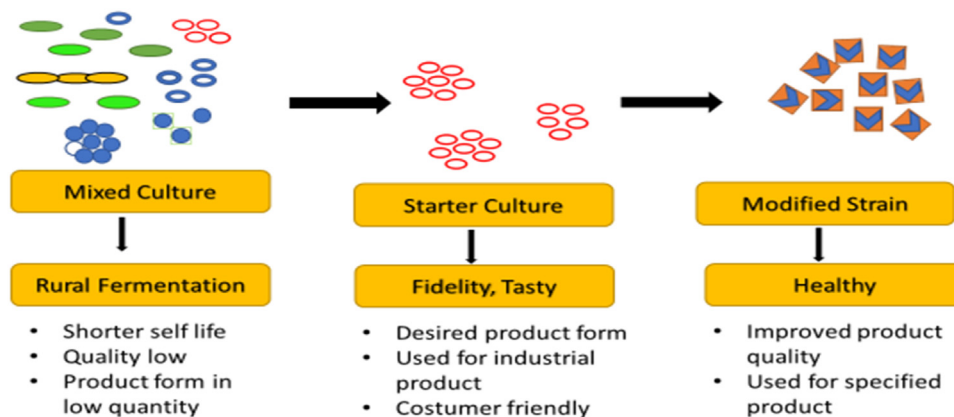 Mixed Culture
Rural Fermentation
• Shorter self life
• Quality low
• Product form in
low quantity
Starter Culture
Fidelity, Tasty
• Desired product form
• Used for industrial
product
• Costumer friendly
Modified Strain
Healthy
• Improved product
quality
• Used for specified
product